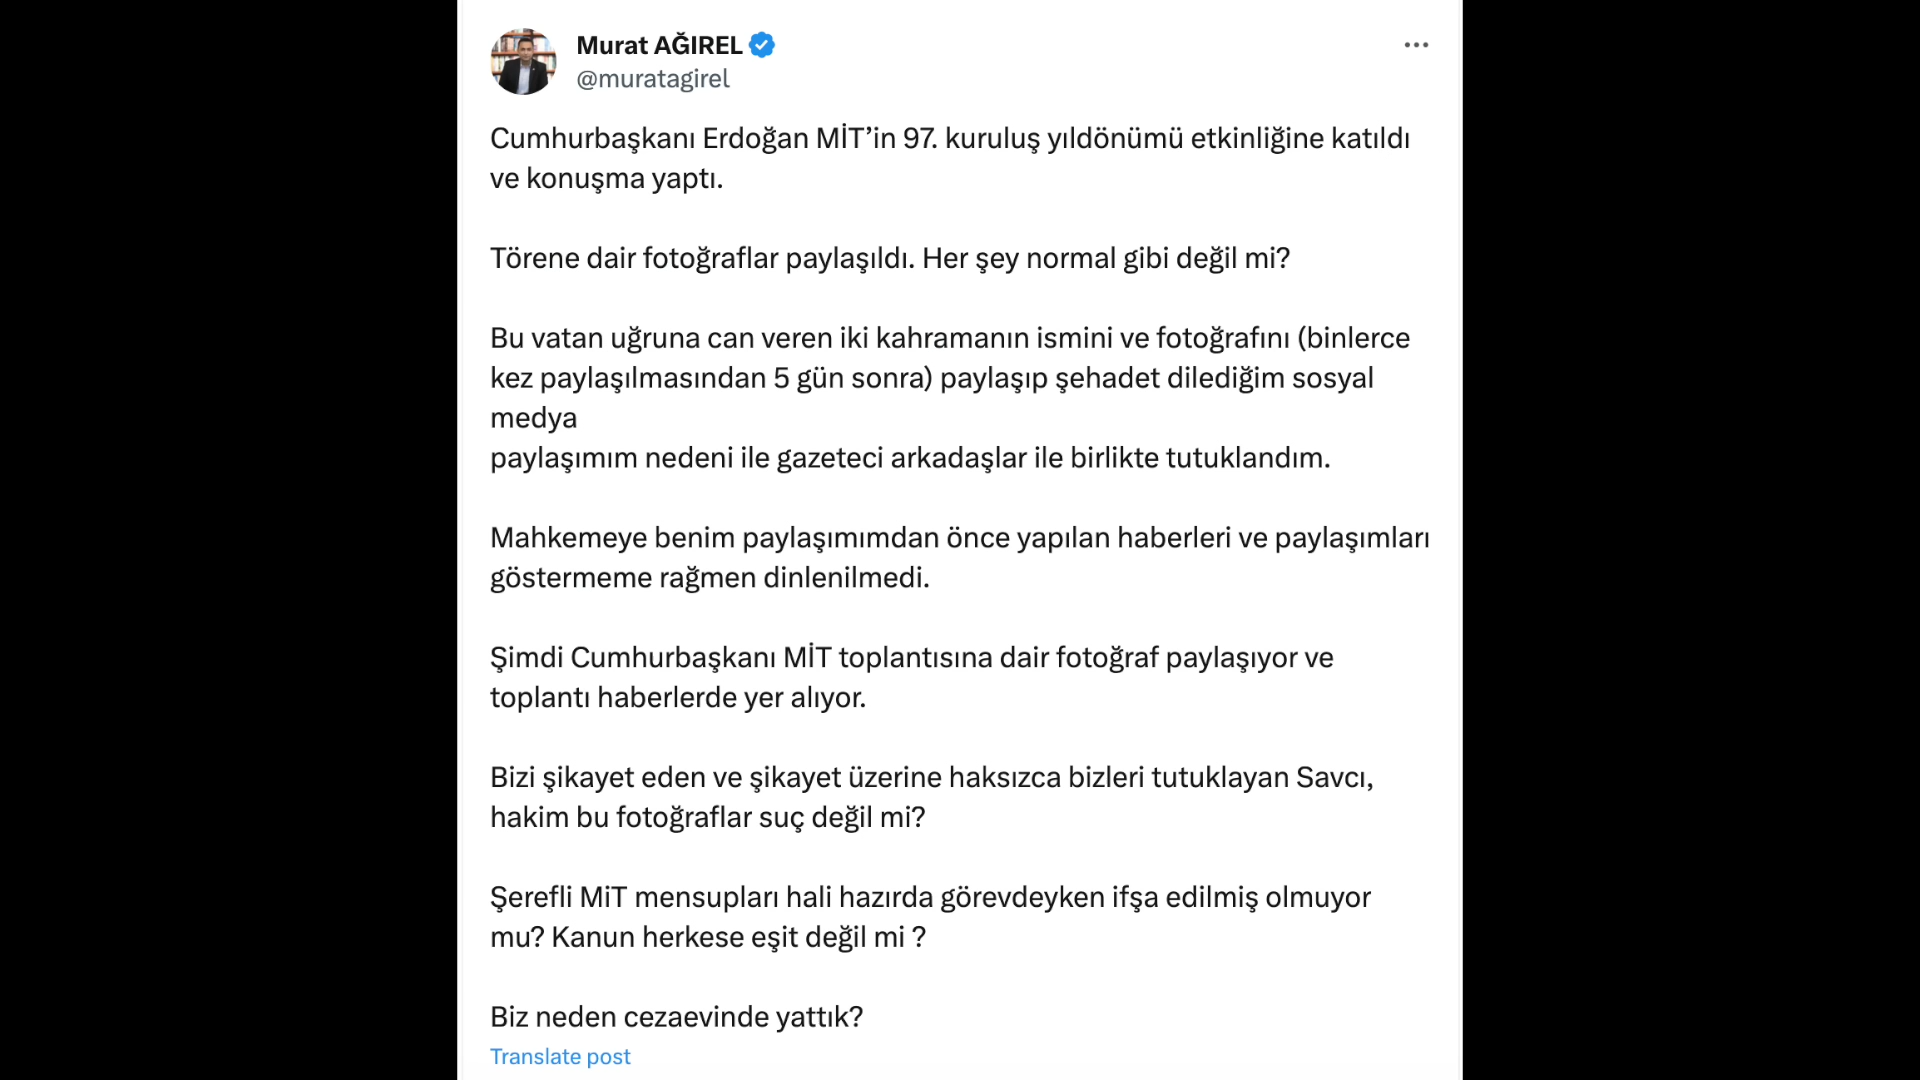 Murat AĞIREL
@muratagirel
Cumhurbaşkanı Erdoğan MİT’in 97. kuruluş yıldönümü etkinliğine katıldı
ve konuşma yaptı.
Törene dair fotoğraflar paylaşıldı. Her şey normal gibi değil mi?
Bu vatan uğruna can veren iki kahramanın ismini ve fotoğrafını (binlerce
kez paylaşılmasından 5 gün sonra) paylaşıp şehadet dilediğim sosyal
medya
paylaşımım nedeni ile gazeteci arkadaşlar ile birlikte tutuklandım.
Mahkemeye benim paylaşımımdan önce yapılan haberleri ve paylaşımları
göstermeme rağmen dinlenilmedi.
Şimdi Cumhurbaşkanı MİT toplantısına dair fotoğraf paylaşıyor ve
toplantı haberlerde yer alıyor.
Bizi şikayet eden ve şikayet üzerine haksızca bizleri tutuklayan Savcı,
hakim bu fotoğraflar suç değil mi?
Şerefli MiT mensupları hali hazırda görevdeyken ifşa edilmiş olmuyor
mu? Kanun herkese eşit değil mi ?
Biz neden cezaevinde yattık?
Translate post